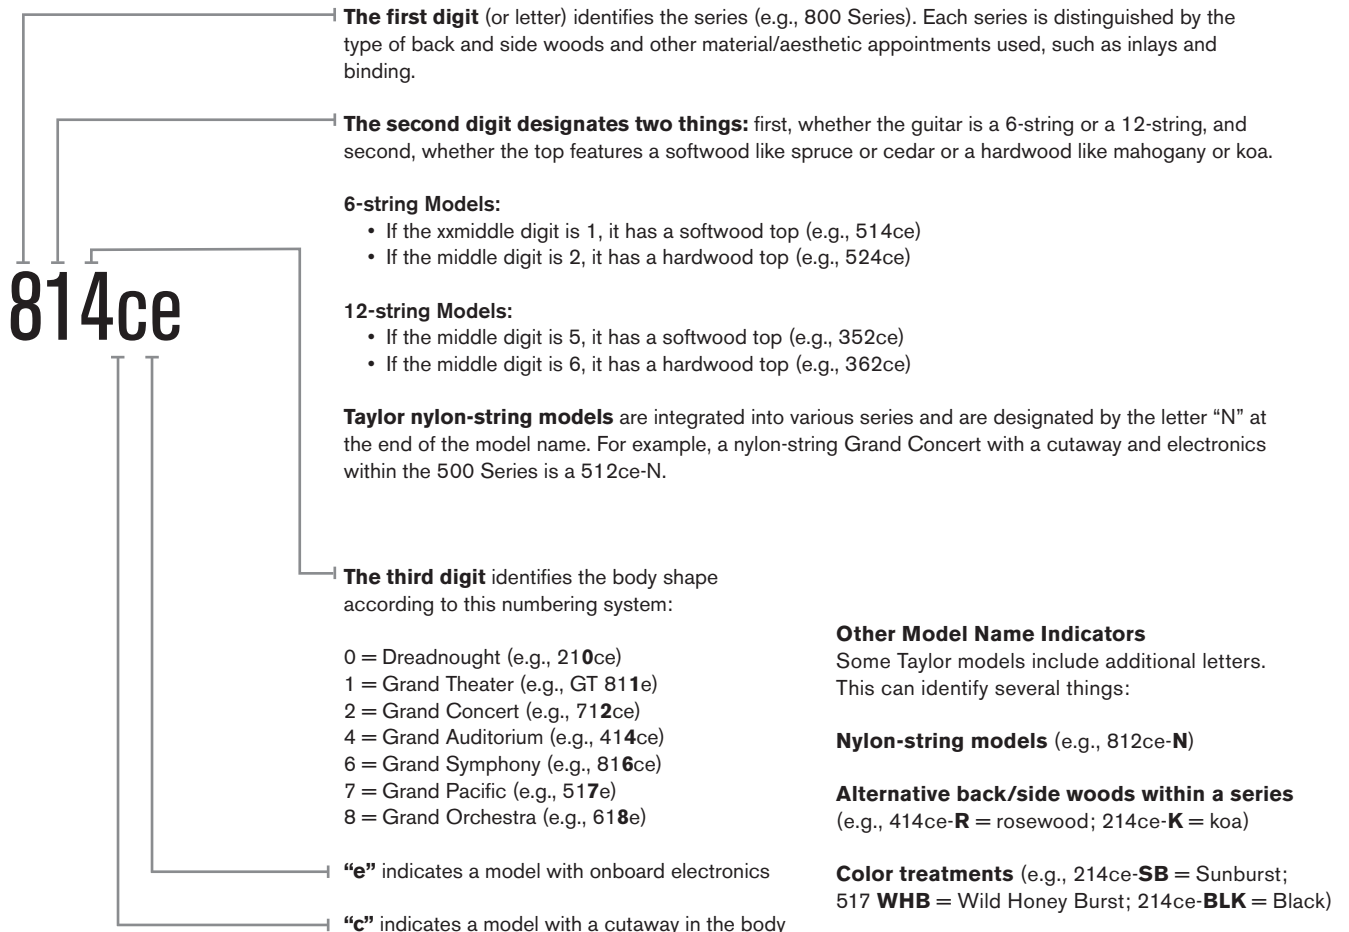 The first digit (or letter) identifies the series (e.g., 800 Series). Each series is distinguished by the
type of back and side woods and other material/aesthetic appointments used, such as inlays and
binding.
The second digit designates two things: first, whether the guitar is a 6-string or a 12-string, and
second, whether the top features a softwood like spruce or cedar or a hardwood like mahogany or koa.
6-string Models:
• If the xxmiddle digit is 1, it has a softwood top (e.g., 514ce)
• If the middle digit is 2, it has a hardwood top (e.g., 524ce)
814ce
12-string Models:
• If the middle digit is 5, it has a softwood top (e.g., 352ce)
• If the middle digit is 6, it has a hardwood top (e.g., 362ce)
Taylor nylon-string models are integrated into various series and are designated by the letter “N” at
the end of the model name. For example, a nylon-string Grand Concert with a cutaway and electronics
within the 500 Series is a 512ce-N.
The third digit identifies the body shape
according to this numbering system:
0 = Dreadnought (e.g., 210ce)
1 = Grand Theater (e.g., GT 811e)
2 = Grand Concert (e.g., 712ce)
4 = Grand Auditorium (e.g., 414ce)
6 = Grand Symphony (e.g., 816ce)
7 = Grand Pacific (e.g., 517e)
8 = Grand Orchestra (e.g., 618e)
“e” indicates a model with onboard electronics
“c” indicates a model with a cutaway in the body
Other Model Name Indicators
Some Taylor models include additional letters.
This can identify several things:
Nylon-string models (e.g., 812ce-N)
Alternative back/side woods within a series
(e.g., 414ce-R = rosewood; 214ce-K = koa)
Color treatments (e.g., 214ce-SB = Sunburst;
517 WHB = Wild Honey Burst; 214ce-BLK = Black)